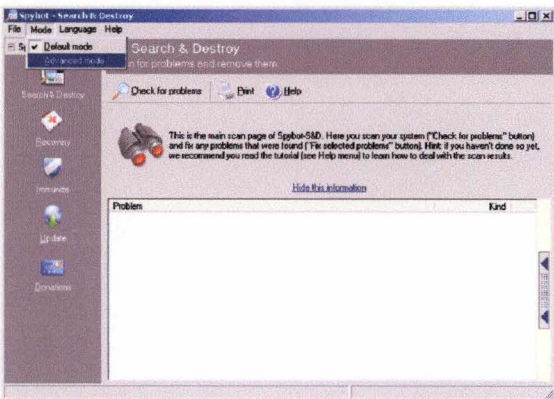 Spybot - Search & Destroy
File Mode Language Help
Default mode
Advanced mode
Search & Destroy
for problems and remove them.
Search & Destroy
Recovery
Immunize
Update
Donations
Check for problems Print Help
This is the main scan page of Spybot-S&D. Here you scan your system ("Check for problems" button)
and fix any problems that were found ("Fix selected problems" button). Hint: if you haven't done so yet,
we recommend you read the tutorial (see Help menu) to learn how to deal with the scan results.
Hide this information
Problem Kind